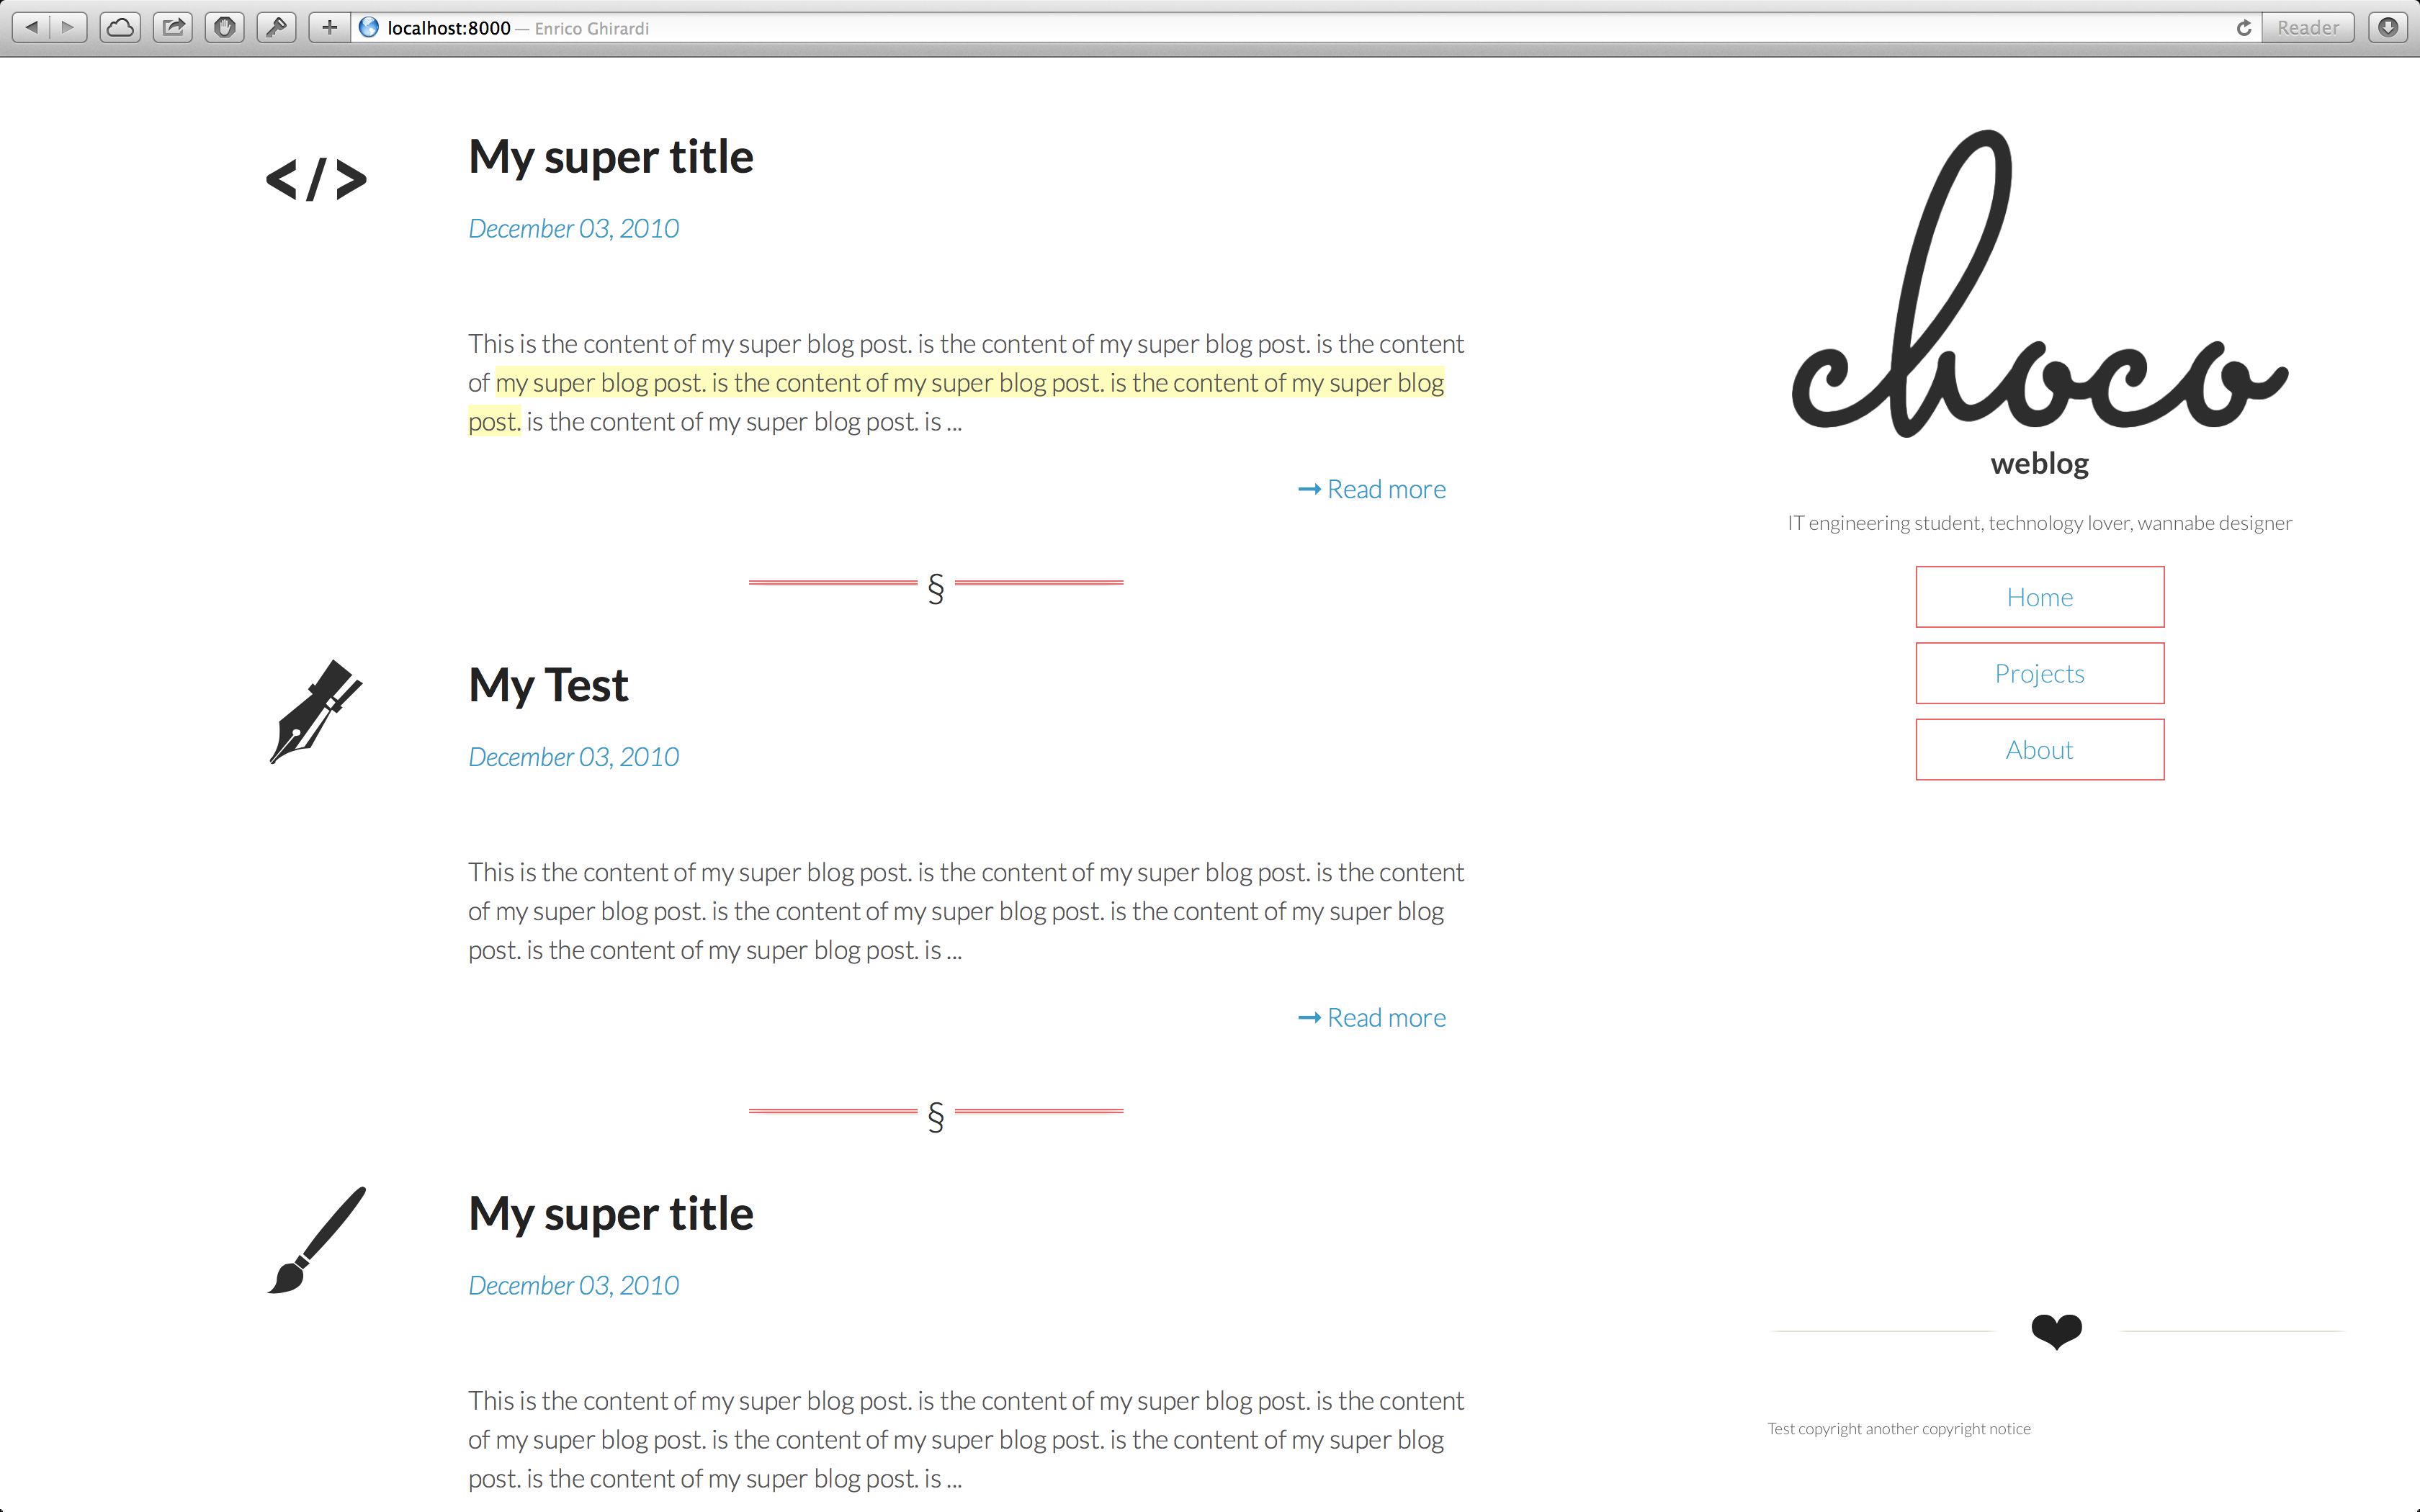 localhost:8000 — Enrico Ghirardi
Reader
</>
My super title
December 03, 2010
This is the content of my super blog post. is the content of my super blog post. is the content
of my super blog post. is the content of my super blog post. is the content of my super blog
post. is the content of my super blog post. is ...
→ Read more
§
My Test
December 03, 2010
This is the content of my super blog post. is the content of my super blog post. is the content
of my super blog post. is the content of my super blog post. is the content of my super blog
post. is the content of my super blog post. is ...
→ Read more
§
My super title
December 03, 2010
This is the content of my super blog post. is the content of my super blog post. is the content
of my super blog post. is the content of my super blog post. is the content of my super blog
post. is the content of my super blog post. is ...
choco
weblog
IT engineering student, technology lover, wannabe designer
Home
Projects
About
Test copyright another copyright notice